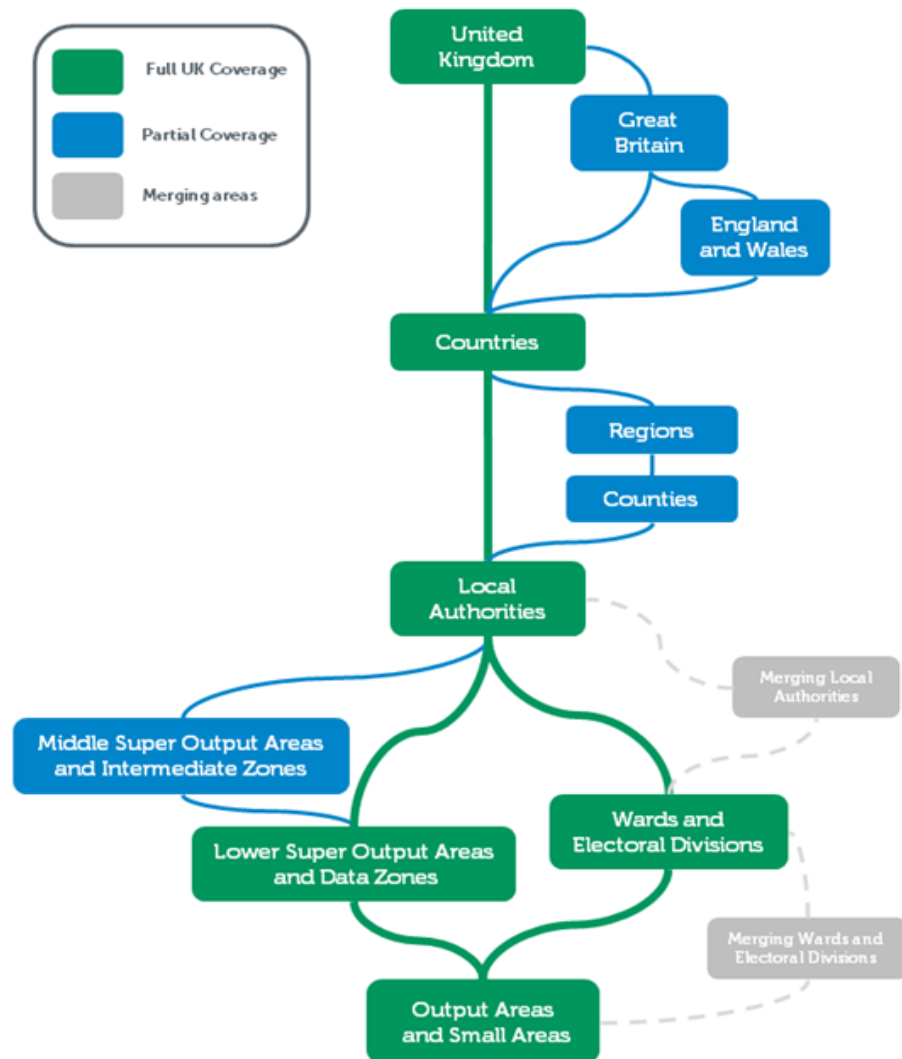 Full UK Coverage
Partial Coverage
Merging areas
United
Kingdom
Great
Britain
England
and Wales
Countries
Regions
Counties
Local
Authorities
Merging Local
Authorities
Middle Super Output Areas
and Intermediate Zones
Wards and
Electoral Divisions
Lower Super Output Areas
and Data Zones
Merging Wards and
Electoral Divisions
Output Areas
and Small Areas